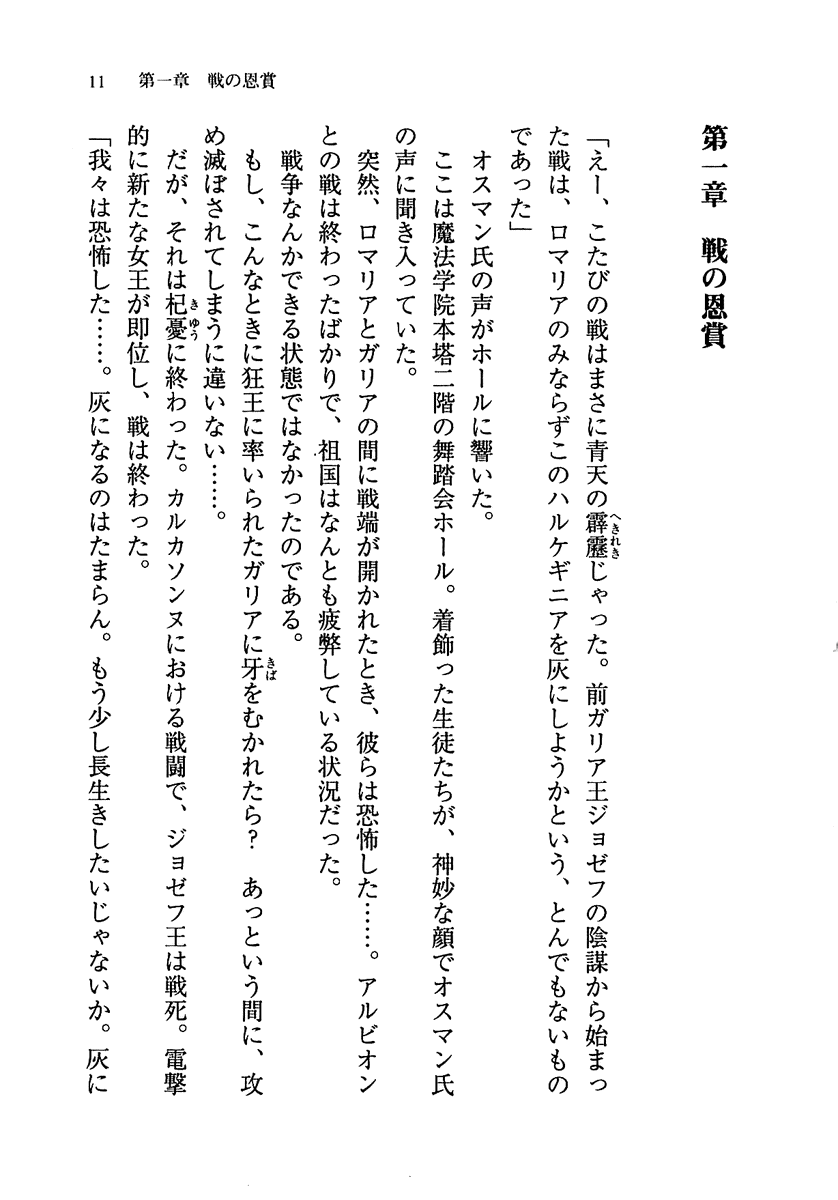 11　第一章　戦の恩賞
第一章　戦の恩賞
「えー、こたびの戦はまさに青天の霹靂じゃった。前ガリア王ジョゼフの陰謀から始まっ
へきれき
た戦は、ロマリアのみならずこのハルケギニアを灰にしようかという、とんでもないもの
であった」
オスマン氏の声がホールに響いた。
ここは魔法学院本塔二階の舞踏会ホール。着飾った生徒たちが、神妙な顔でオスマン氏
の声に聞き入っていた。
突然、ロマリアとガリアの間に戦端が開かれたとき、彼らは恐怖した……。アルビオン
との戦は終わったばかりで、祖国はなんとも疲弊している状況だった。
戦争なんかできる状態ではなかったのである。
もし、こんなときに狂王に率いられたガリアに牙をむかれたら？　あっという間に、攻
きば
め滅ぼされてしまうに違いない……。
だが、それは杞憂に終わった。カルカソンヌにおける戦闘で、ジョゼフ王は戦死。電撃
きゆう
的に新たな女王が即位し、戦は終わった。
「我々は恐怖した……。灰になるのはたまらん。もう少し長生きしたいじゃないか。灰に